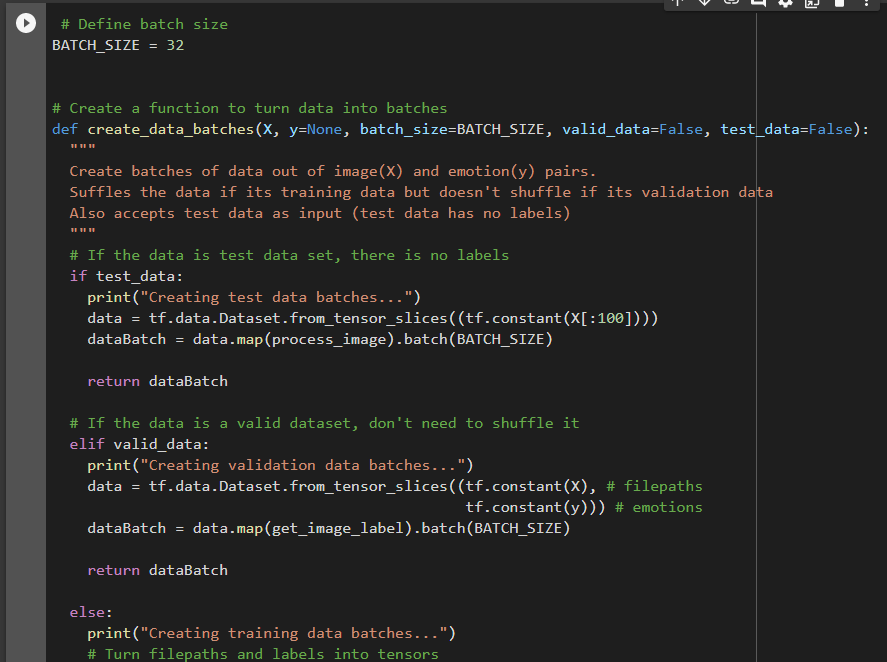 # Define batch size
BATCH_SIZE = 32
# Create a function to turn data into batches
def create_data_batches(X, y=None, batch_size=BATCH_SIZE, valid_data=False, test_data=False):
"""
Create batches of data out of image(X) and emotion(y) pairs.
Suffles the data if its training data but doesn't shuffle if its validation data
Also accepts test data as input (test data has no labels)
"""
# If the data is test data set, there is no labels
if test_data:
print("Creating test data batches...")
data = tf.data.Dataset.from_tensor_slices((tf.constant(X[:100])))
dataBatch = data.map(process_image).batch(BATCH_SIZE)
return dataBatch
# If the data is a valid dataset, don't need to shuffle it
elif valid_data:
print("Creating validation data batches...")
data = tf.data.Dataset.from_tensor_slices((tf.constant(X), # filepaths
tf.constant(y))) # emotions
dataBatch = data.map(get_image_label).batch(BATCH_SIZE)
return dataBatch
else:
print("Creating training data batches...")
# Turn filepaths and labels into tensors